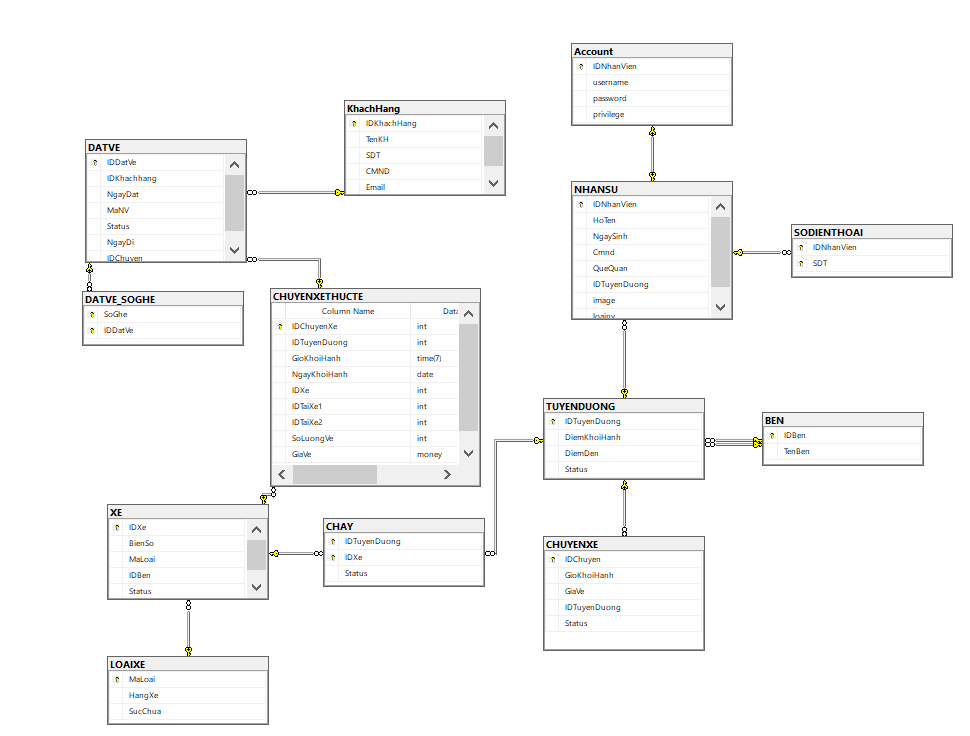 Account
IDNhanVien
username
password
privilege
KhachHang
IDKhachHang
TenKH
SDT
CMND
Email
DATVE
IDDatVe
IDKhachhang
NgayDat
MaNV
Status
NgayDi
IDChuyen
NHANSU
IDNhanVien
HoTen
NgaySinh
Cmnd
QueQuan
IDTuyenDuong
image
loainv
SODIENTHOAI
IDNhanVien
SDT
DATVE_SOGHE
SoGhe
IDDatVe
CHUYENXETHUCTE
Column Name Data
IDChuyenXe int
IDTuyenDuong int
GioKhoiHanh time(7)
NgayKhoiHanh date
IDXe int
IDTaiXe1 int
IDTaiXe2 int
SoLuongVe int
GiaVe money
TUYENDUONG
IDTuyenDuong
DiemKhoiHanh
DiemDen
Status
BEN
IDBen
TenBen
XE
IDXe
BienSo
MaLoai
IDBen
Status
CHAY
IDTuyenDuong
IDXe
Status
CHUYENXE
IDChuyen
GioKhoiHanh
GiaVe
IDTuyenDuong
Status
LOAIXE
MaLoai
HangXe
SucChua